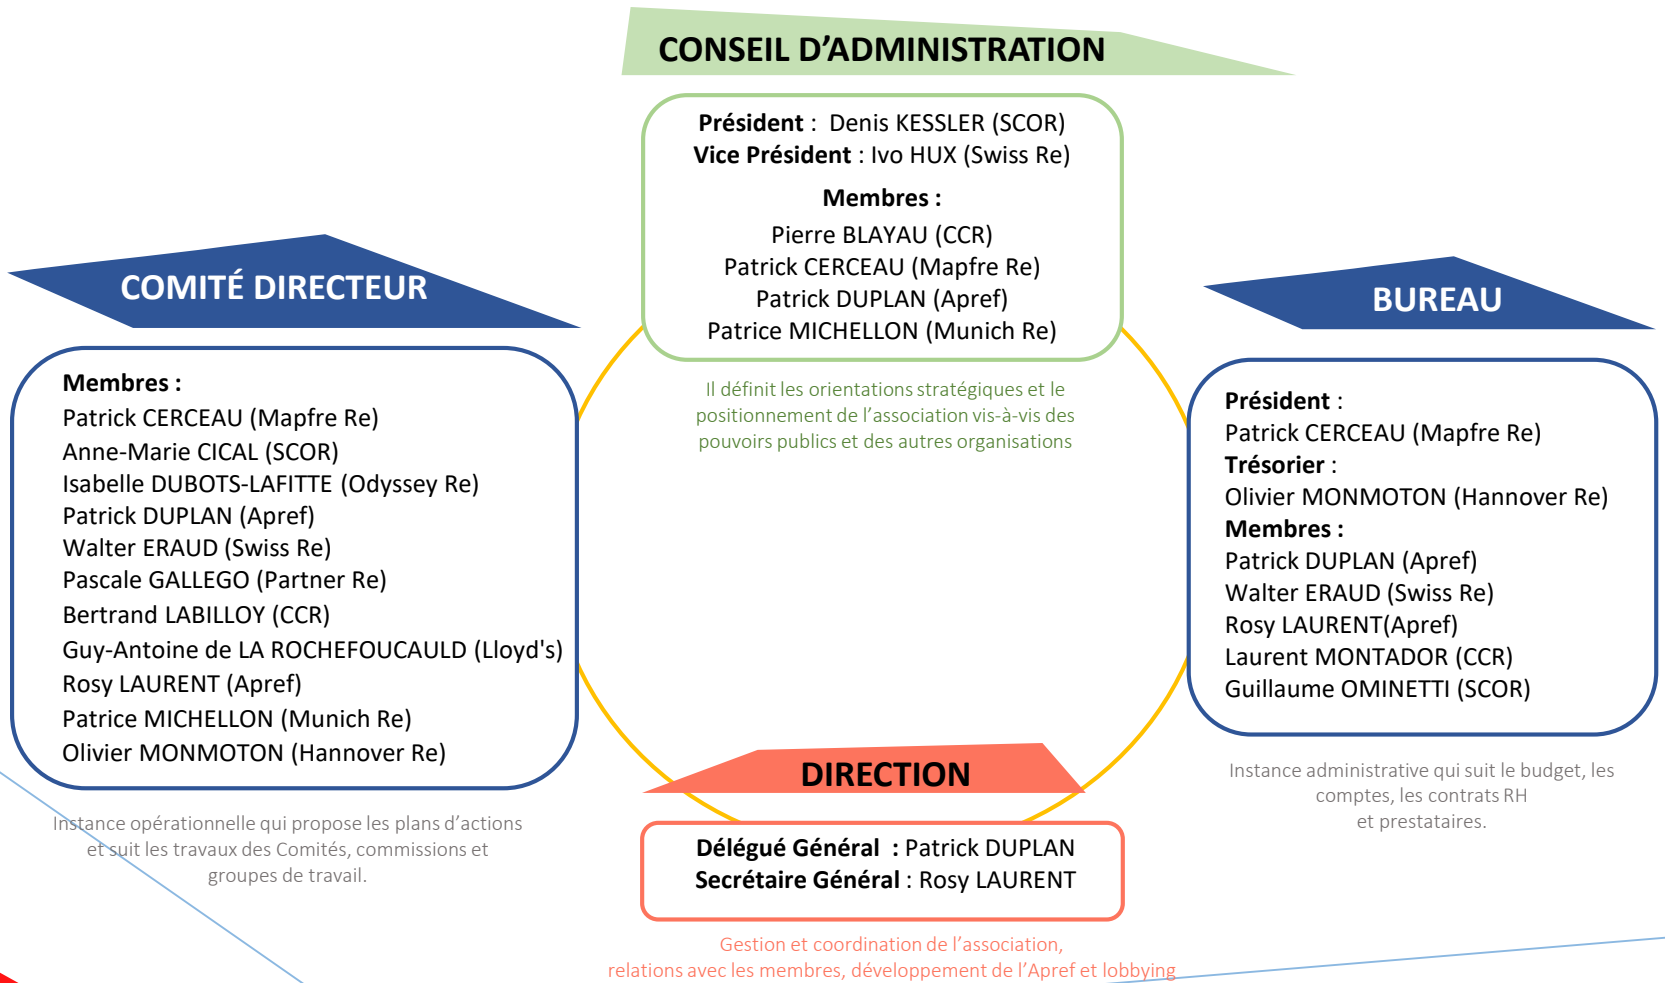 CONSEIL D’ADMINISTRATION
Président :  Denis KESSLER (SCOR)
Vice Président : Ivo HUX (Swiss Re)
Membres :
Pierre BLAYAU (CCR)
Patrick CERCEAU (Mapfre Re)
Patrick DUPLAN (Apref)
Patrice MICHELLON (Munich Re)
Il définit les orientations stratégiques et le
positionnement de l’association vis-à-vis des
pouvoirs publics et des autres organisations
COMITÉ DIRECTEUR
Membres :
Patrick CERCEAU (Mapfre Re)
Anne-Marie CICAL (SCOR)
Isabelle DUBOTS-LAFITTE (Odyssey Re)
Patrick DUPLAN (Apref)
Walter ERAUD (Swiss Re)
Pascale GALLEGO (Partner Re)
Bertrand LABILLOY (CCR)
Guy-Antoine de LA ROCHEFOUCAULD (Lloyd's)
Rosy LAURENT (Apref)
Patrice MICHELLON (Munich Re)
Olivier MONMOTON (Hannover Re)
Instance opérationnelle qui propose les plans d’actions
et suit les travaux des Comités, commissions et
groupes de travail.
BUREAU
Président :
Patrick CERCEAU (Mapfre Re)
Trésorier :
Olivier MONMOTON (Hannover Re)
Membres :
Patrick DUPLAN (Apref)
Walter ERAUD (Swiss Re)
Rosy LAURENT(Apref)
Laurent MONTADOR (CCR)
Guillaume OMINETTI (SCOR)
Instance administrative qui suit le budget, les
comptes, les contrats RH
et prestataires.
DIRECTION
Délégué Général  : Patrick DUPLAN
Secrétaire Général : Rosy LAURENT
Gestion et coordination de l’association,
relations avec les membres, développement de l’Apref et lobbying